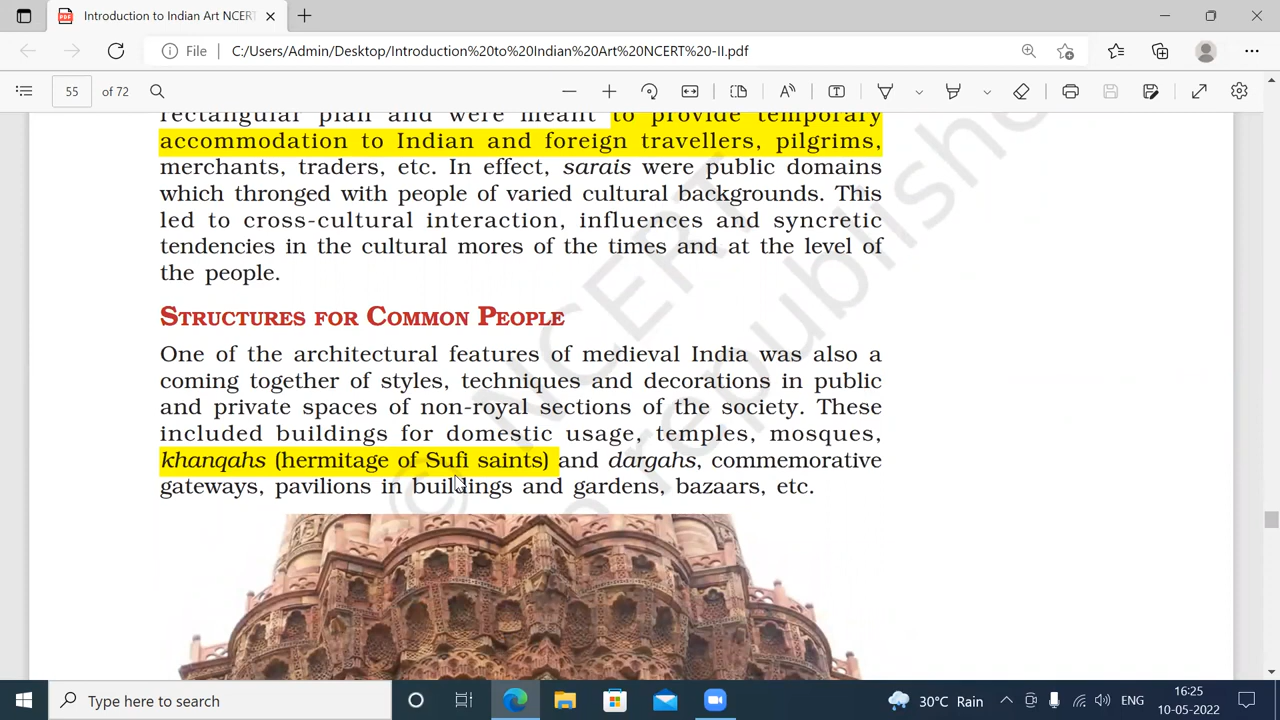 Introduction to Indian Art NCERT
File
C:/Users/Admin/Desktop/Introduction%20to%20Indian%20Art%20NCERT%20-II.pdf
55 of 72
rectangular plan and were meant to provide temporary
accommodation to Indian and foreign travellers, pilgrims,
merchants, traders, etc. In effect, sarais were public domains
which thronged with people of varied cultural backgrounds. This
led to cross-cultural interaction, influences and syncretic
tendencies in the cultural mores of the times and at the level of
the people.
STRUCTURES FOR COMMON PEOPLE
One of the architectural features of medieval India was also a
coming together of styles, techniques and decorations in public
and private spaces of non-royal sections of the society. These
included buildings for domestic usage, temples, mosques,
khanqahs (hermitage of Sufi saints) and dargahs, commemorative
gateways, pavilions in buildings and gardens, bazaars, etc.
© NCERT
republishe
Type here to search
30°C Rain
ENG
16:25
10-05-2022